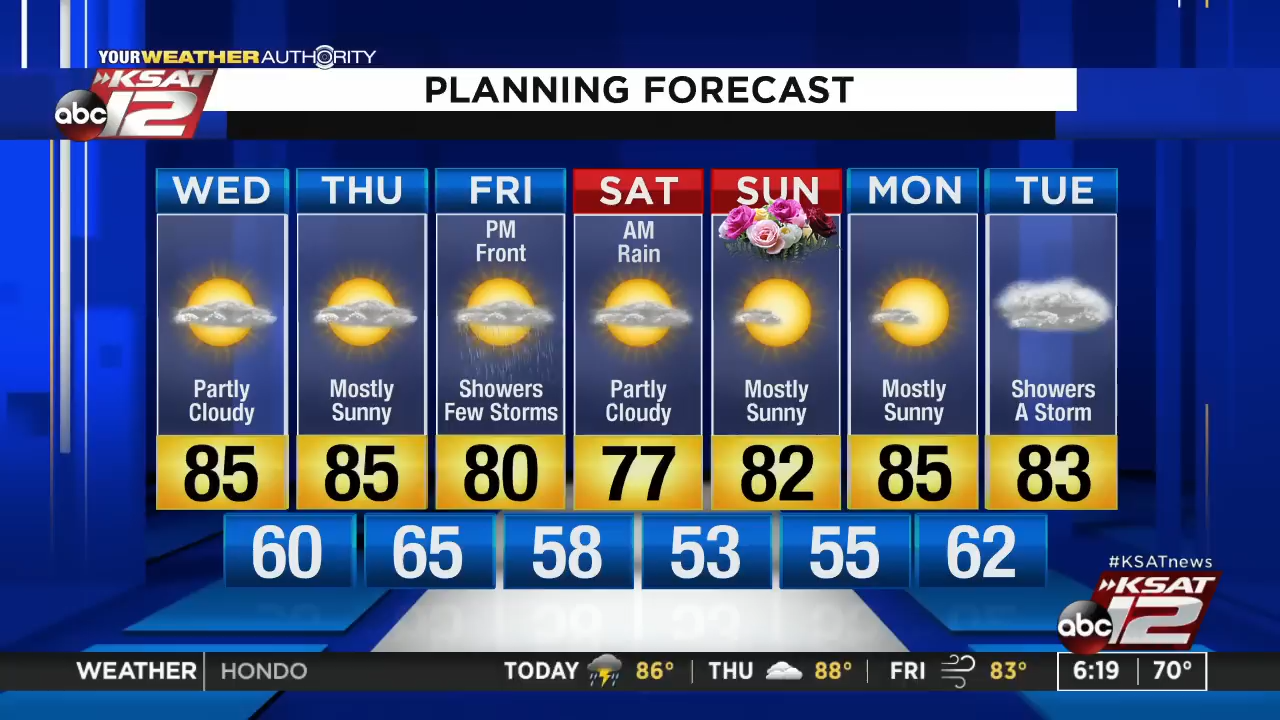 YOURWEATHERAUTHORITY
KSAT
abc 12
PLANNING FORECAST
WED THU FRI SAT SUN MON TUE
PM
Front
AM
Rain
Partly
Cloudy
Mostly
Sunny
Showers
Few Storms
Partly
Cloudy
Mostly
Sunny
Mostly
Sunny
Showers
A Storm
85 85 80 77 82 85 83
60 65 58 53 55 62
#KSATnews
KSAT
abc 12
WEATHER HONDO TODAY 86° THU 88° FRI 83° 6:19 70°